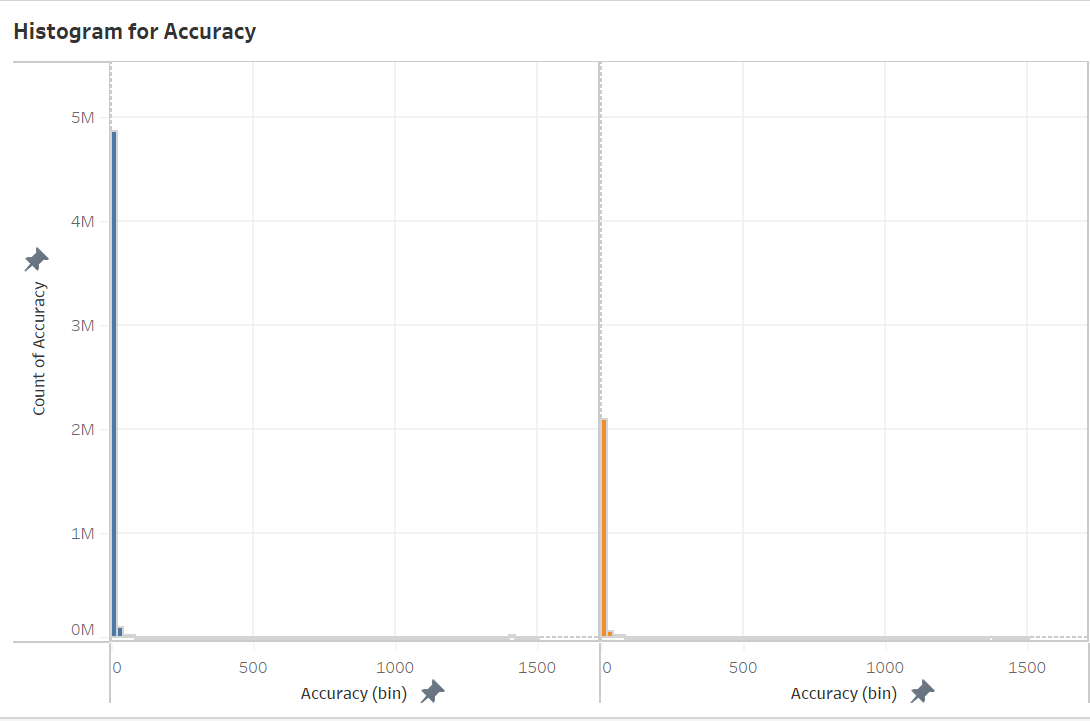 Histogram for Accuracy
5M
4M
3M
2M
1M
0M
Count of Accuracy
0 500 1000 1500 0 500 1000 1500
Accuracy (bin) Accuracy (bin)